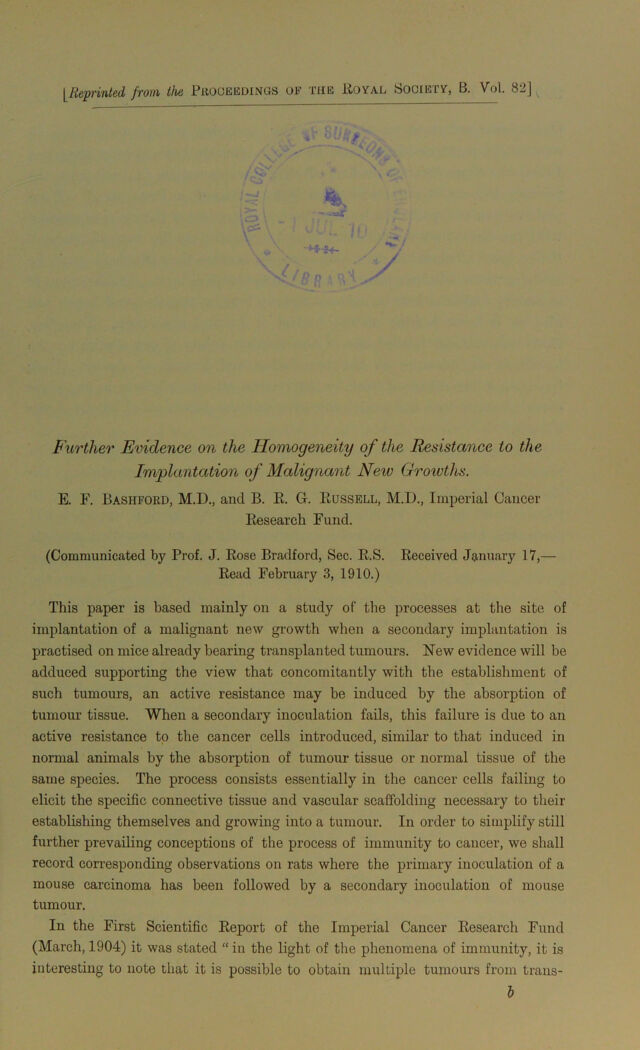 [Reprinted from the PROCEEDINGS OF THE ROYAL SOCIETY, B. Vol. 82]
ROYAL COLLEGE OF SURGEONS OF ENGLAND
-1 JUL 10
* LIBRARY *
Further Evidence on the Homogeneity of the Resistance to the
Implantation of Malignant New Growths.
E. F. BASHFORD, M.D., and B. R. G. RUSSELL, M.D., Imperial Cancer
Research Fund.
(Communicated by Prof. J. Rose Bradford, Sec. R.S. Received January 17,—
Read February 3, 1910.)
This paper is based mainly on a study of the processes at the site of
implantation of a malignant new growth when a secondary implantation is
practised on mice already bearing transplanted tumours. New evidence will be
adduced supporting the view that concomitantly with the establishment of
such tumours, an active resistance may be induced by the absorption of
tumour tissue. When a secondary inoculation fails, this failure is due to an
active resistance to the cancer cells introduced, similar to that induced in
normal animals by the absorption of tumour tissue or normal tissue of the
same species. The process consists essentially in the cancer cells failing to
elicit the specific connective tissue and vascular scaffolding necessary to their
establishing themselves and growing into a tumour. In order to simplify still
further prevailing conceptions of the process of immunity to cancer, we shall
record corresponding observations on rats where the primary inoculation of a
mouse carcinoma has been followed by a secondary inoculation of mouse
tumour.
In the First Scientific Report of the Imperial Cancer Research Fund
(March, 1904) it was stated “ in the light of the phenomena of immunity, it is
interesting to note that it is possible to obtain multiple tumours from trans-
b